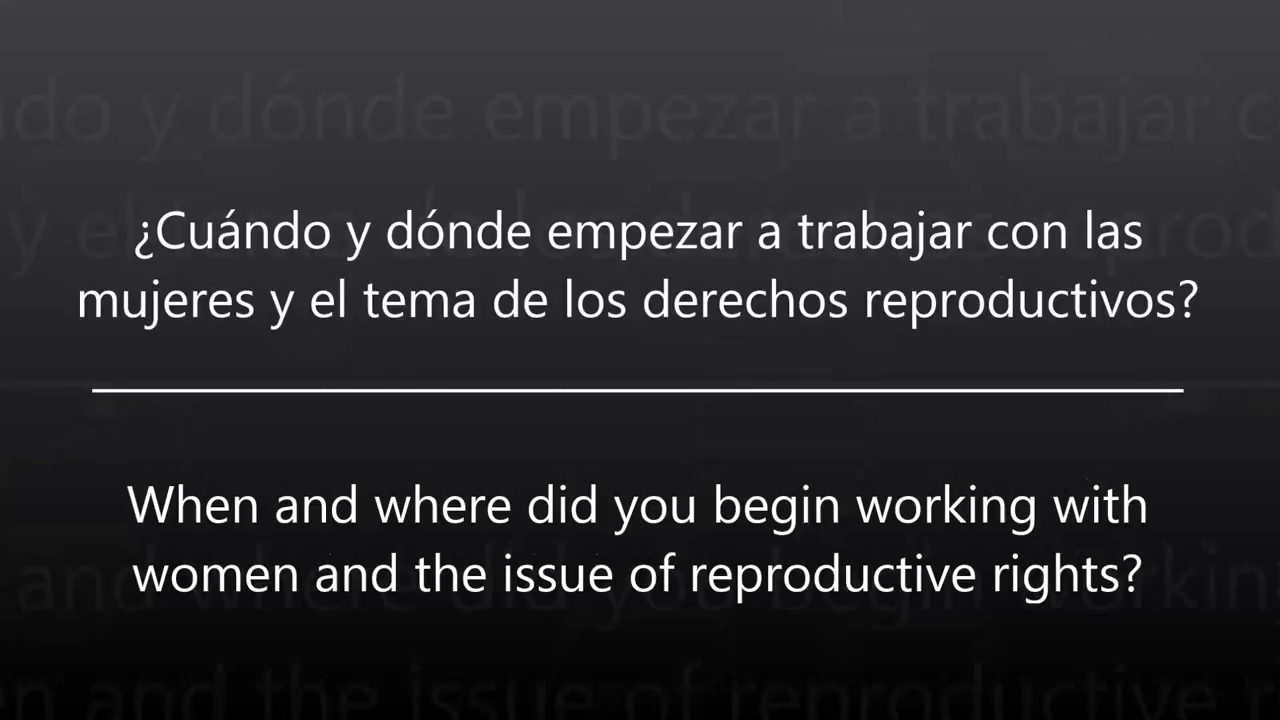 ¿Cuándo y dónde empezar a trabajar con las
mujeres y el tema de los derechos reproductivos?
When and where did you begin working with
women and the issue of reproductive rights?